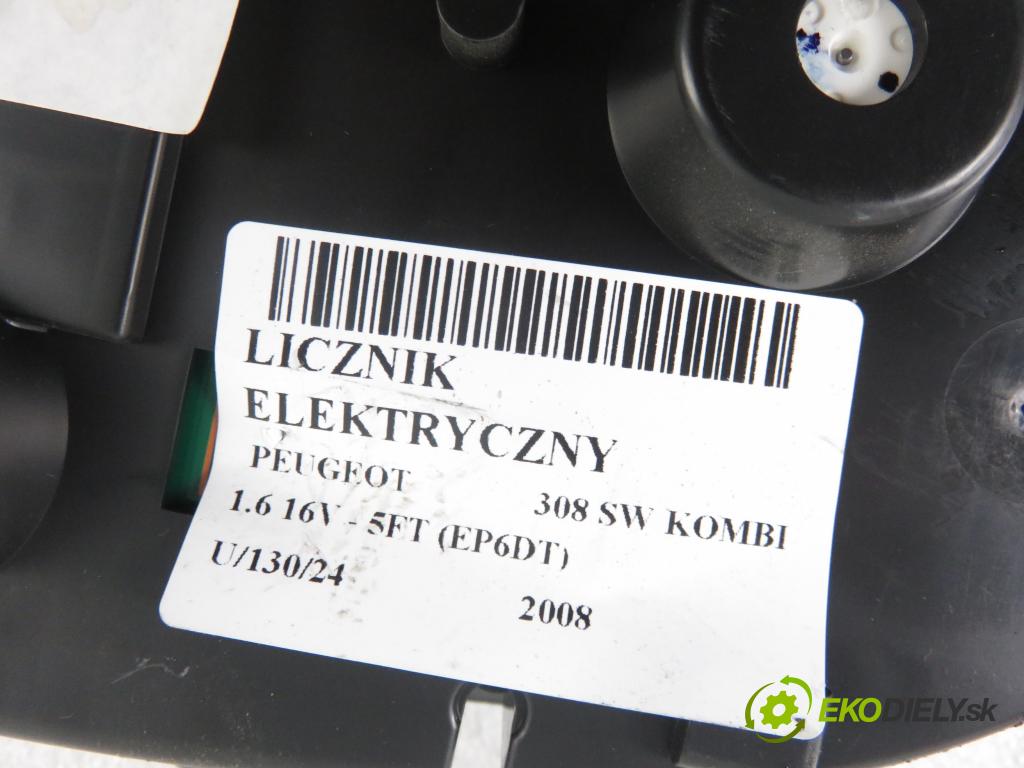 LICZNIK
ELEKTRYCZNY
PEUGEOT 308 SW KOMBI
1.6 16V - 5FT (EP6DT)
U/130/24 2008
EKODIELY.sk